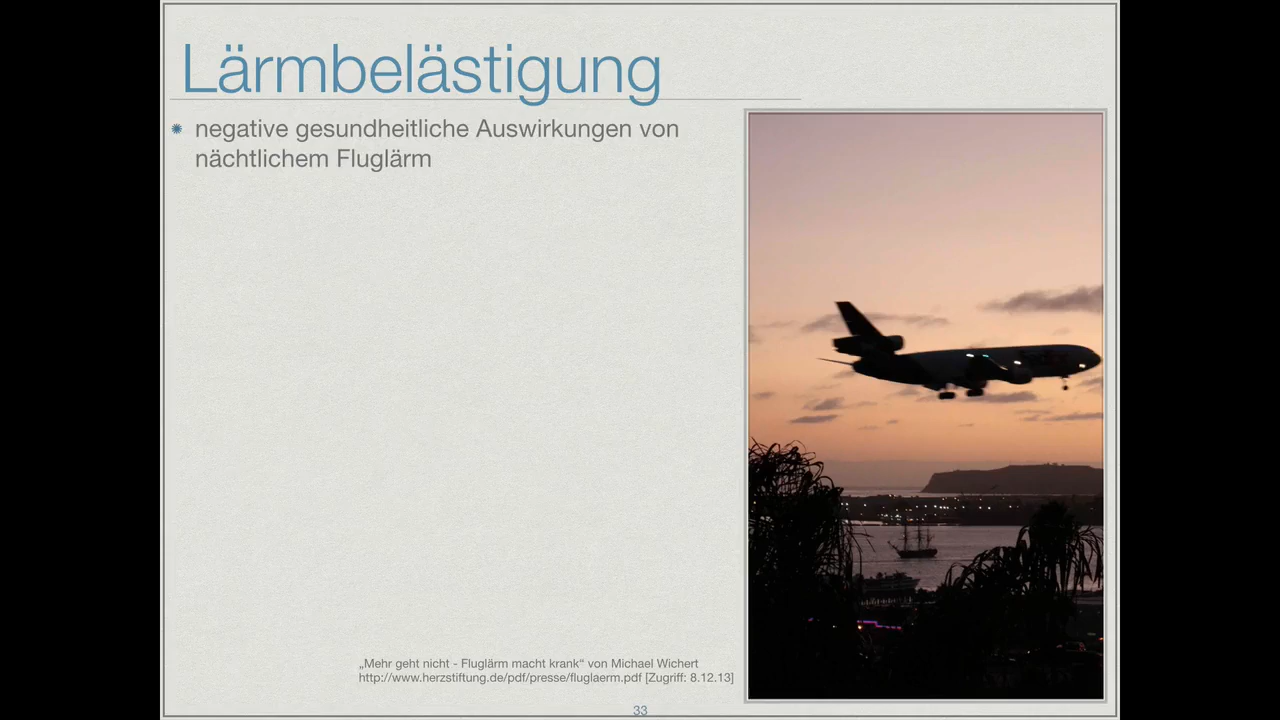 Lärmbelästigung
negative gesundheitliche Auswirkungen von
nächtlichem Fluglärm
„Mehr geht nicht - Fluglärm macht krank“ von Michael Wichert
http://www.herzstiftung.de/pdf/presse/fluglaerm.pdf [Zugriff: 8.12.13]
33